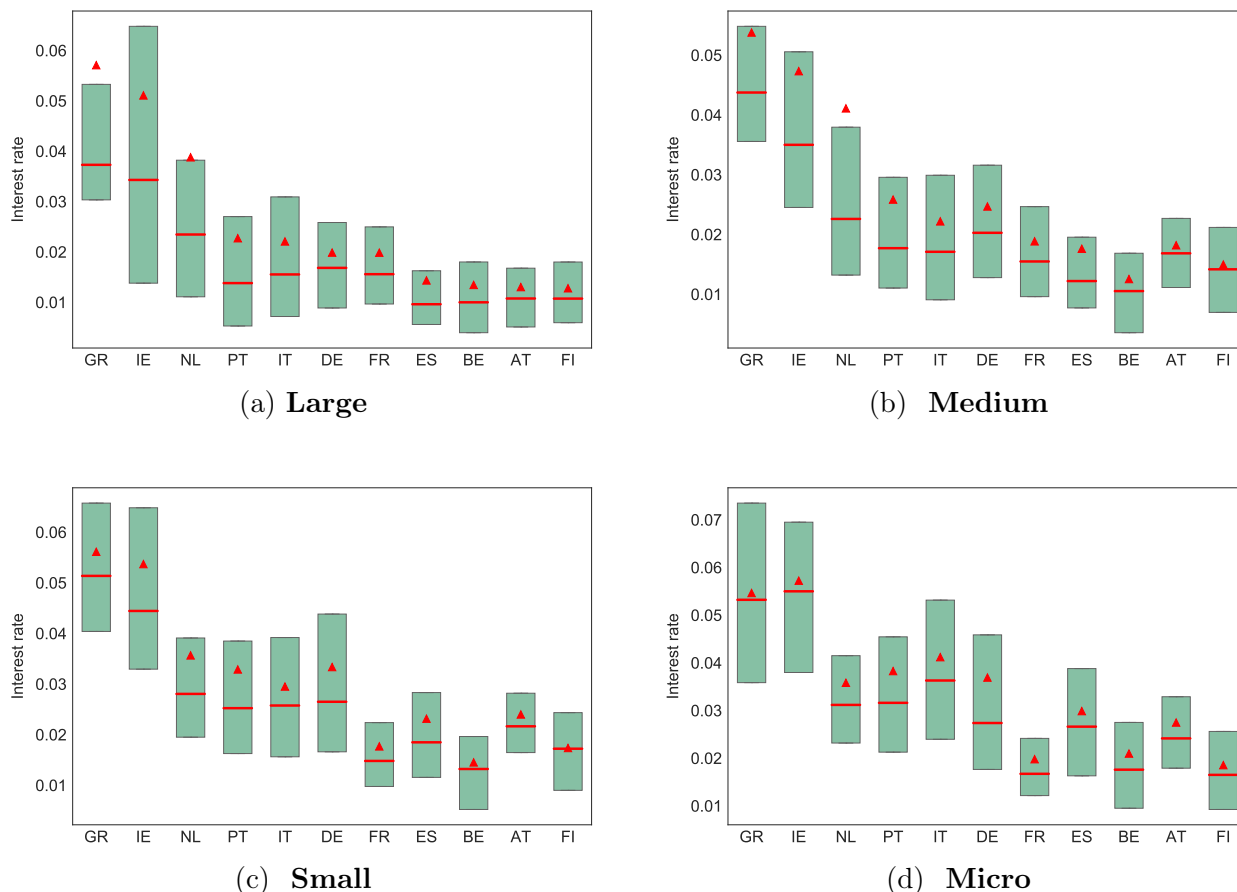 Interest rate
0.06
0.05
0.04
0.03
0.02
0.01
GR IE NL PT IT DE FR ES BE AT FI
(a) Large
Interest rate
0.05
0.04
0.03
0.02
0.01
GR IE NL PT IT DE FR ES BE AT FI
(b) Medium
Interest rate
0.06
0.05
0.04
0.03
0.02
0.01
GR IE NL PT IT DE FR ES BE AT FI
(c) Small
Interest rate
0.07
0.06
0.05
0.04
0.03
0.02
0.01
GR IE NL PT IT DE FR ES BE AT FI
(d) Micro